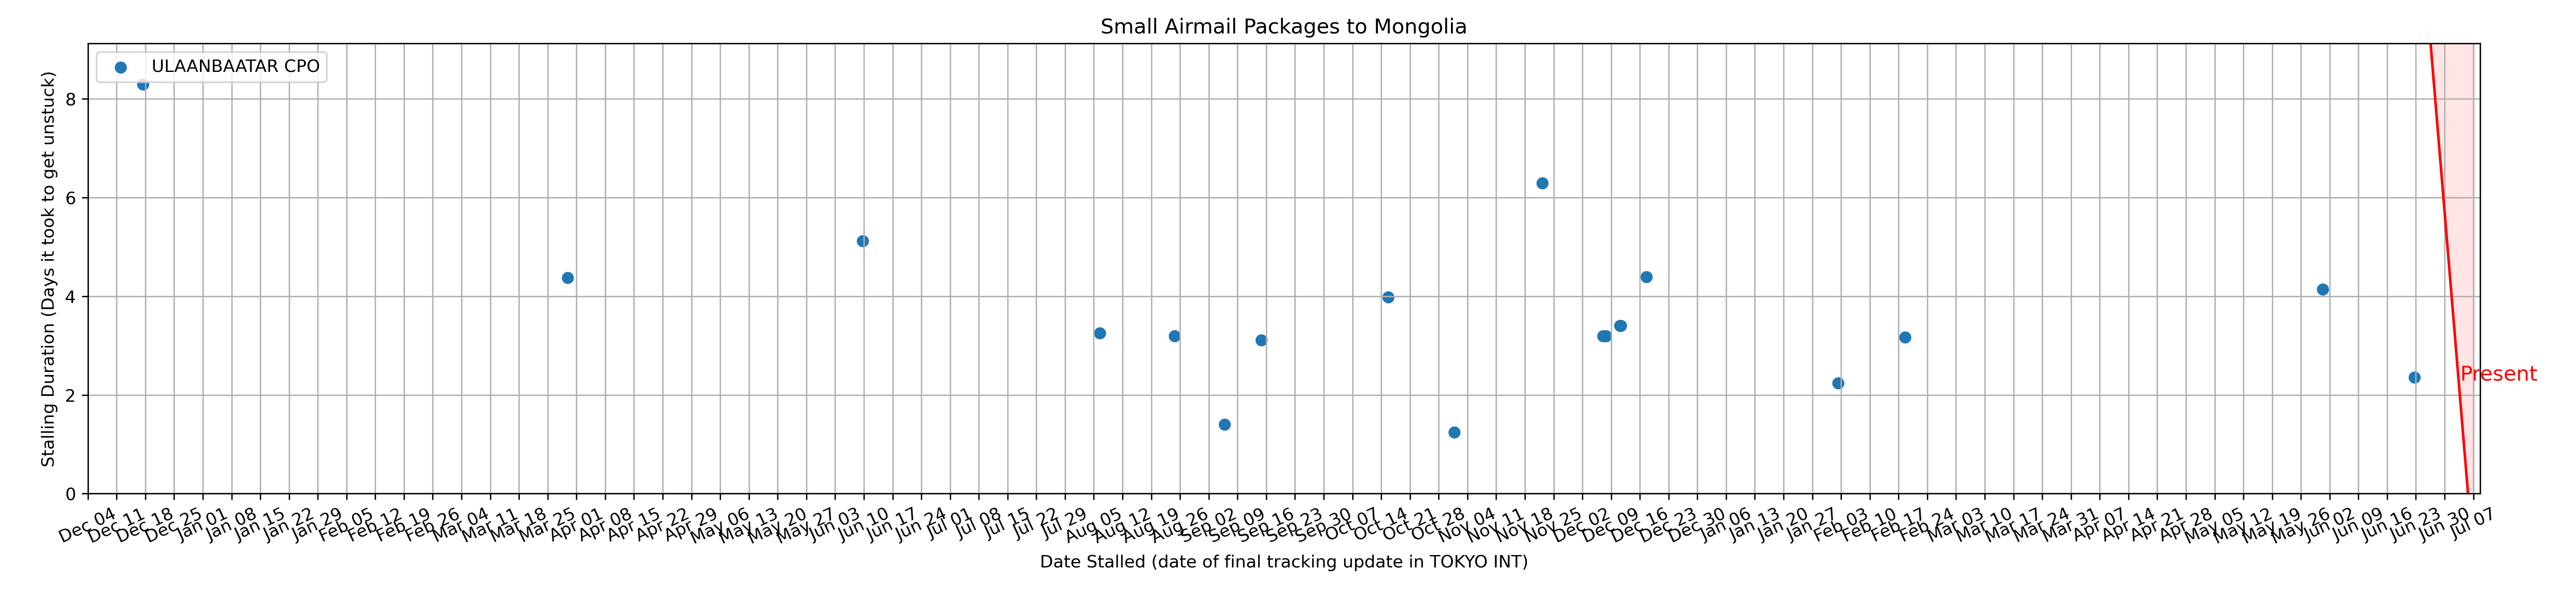 Small Airmail Packages to Mongolia
ULAANBAATAR CPO
Stalling Duration (Days it took to get unstuck)
8
6
4
2
0
Present
Dec 04 Dec 11 Dec 18 Dec 25 Jan 01 Jan 08 Jan 15 Jan 22 Jan 29 Feb 05 Feb 12 Feb 19 Feb 26 Mar 04 Mar 11 Mar 18 Mar 25 Apr 01 Apr 08 Apr 15 Apr 22 Apr 29 May 06 May 13 May 20 May 27 Jun 03 Jun 10 Jun 17 Jun 24 Jul 01 Jul 08 Jul 15 Jul 22 Jul 29 Aug 05 Aug 12 Aug 19 Aug 26 Sep 02 Sep 09 Sep 16 Sep 23 Sep 30 Oct 07 Oct 14 Oct 21 Oct 28 Nov 04 Nov 11 Nov 18 Nov 25 Dec 02 Dec 09 Dec 16 Dec 23 Dec 30 Jan 06 Jan 13 Jan 20 Jan 27 Feb 03 Feb 10 Feb 17 Feb 24 Mar 03 Mar 10 Mar 17 Mar 24 Mar 31 Apr 07 Apr 14 Apr 21 Apr 28 May 05 May 12 May 19 May 26 Jun 02 Jun 09 Jun 16 Jun 23 Jun 30 Jul 07
Date Stalled (date of final tracking update in TOKYO INT)